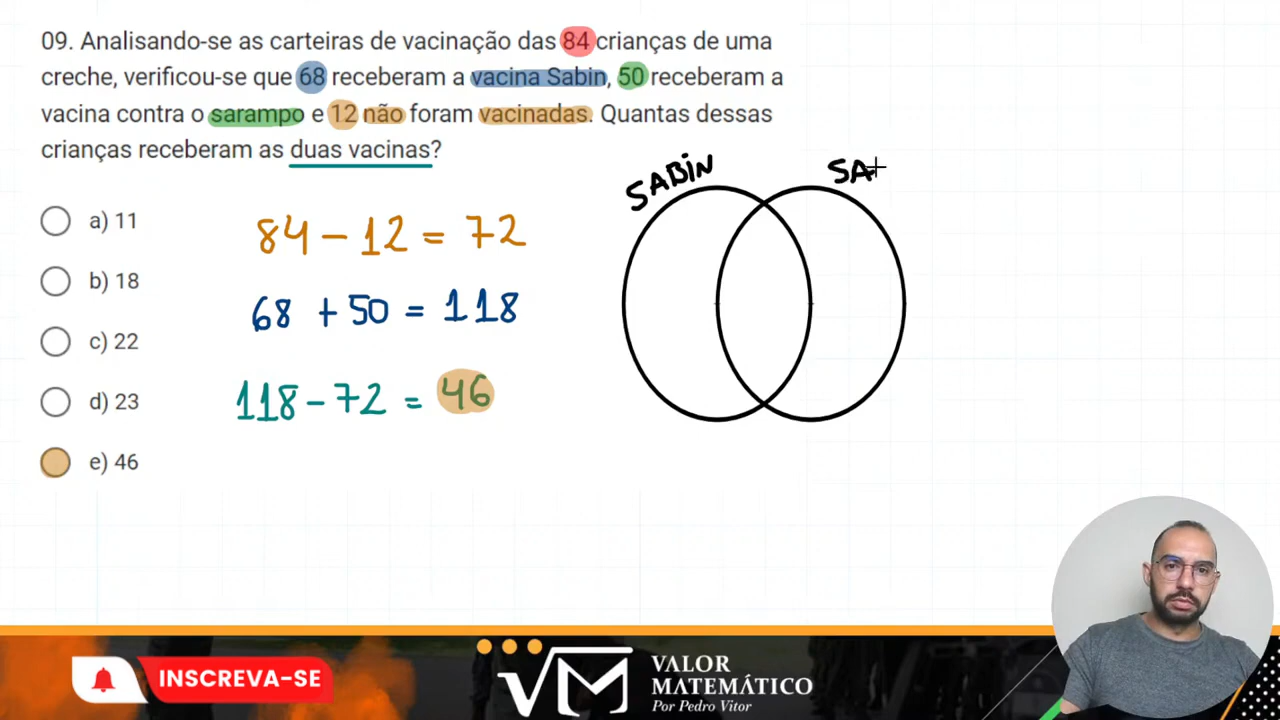 09. Analisando-se as carteiras de vacinação das 84 crianças de uma
creche, verificou-se que 68 receberam a vacina Sabin, 50 receberam a
vacina contra o sarampo e 12 não foram vacinadas. Quantas dessas
crianças receberam as duas vacinas?
a) 11
b) 18
c) 22
d) 23
e) 46
84 - 12 = 72
68 + 50 = 118
118 - 72 = 46
SABiN
SA
INSCREVA-SE
VM
VALOR
MATEMÁTICO
Por Pedro Vitor